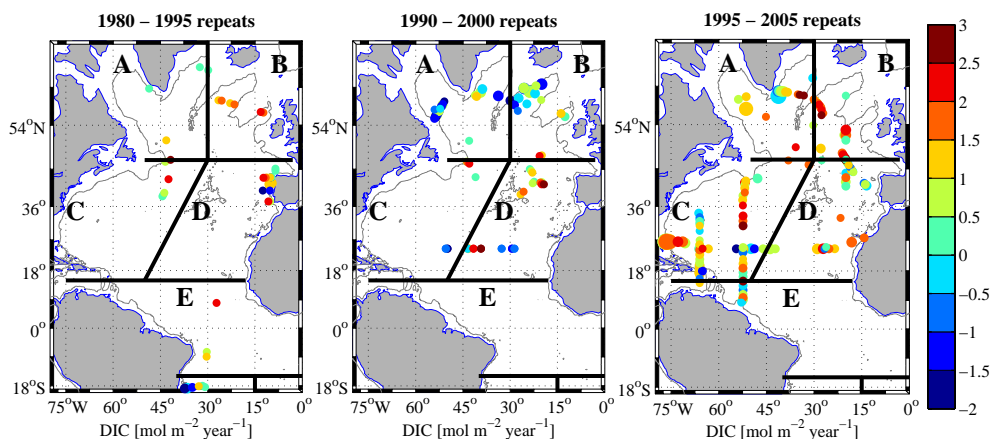 1980 − 1995 repeats
1990 − 2000 repeats
1995 − 2005 repeats
A
B
C
D
E
54°N
36°
18°
0°
18°S
75°W
60°
45°
30°
15°
0°
DIC [mol m−2 year−1]
A
B
C
D
E
54°N
36°
18°
0°
18°S
75°W
60°
45°
30°
15°
0°
DIC [mol m−2 year−1]
A
B
C
D
E
54°N
36°
18°
0°
18°S
75°W
60°
45°
30°
15°
0°
DIC [mol m−2 year−1]
3
2.5
2
1.5
1
0.5
0
−0.5
−1
−1.5
−2